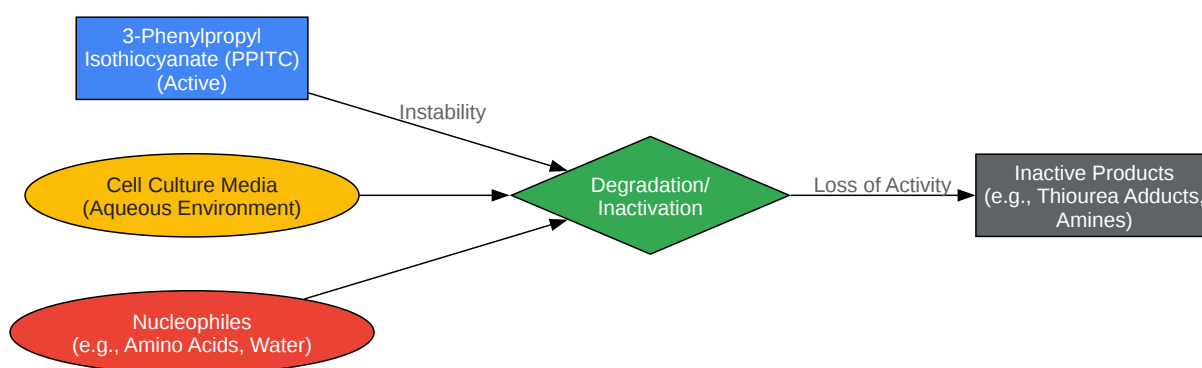 3-Phenylpropyl
Isothiocyanate (PPITC)
(Active)
Instability
Cell Culture Media
(Aqueous Environment)
Nucleophiles
(e.g., Amino Acids, Water)
Degradation/
Inactivation
Loss of Activity
Inactive Products
(e.g., Thiourea Adducts,
Amines)